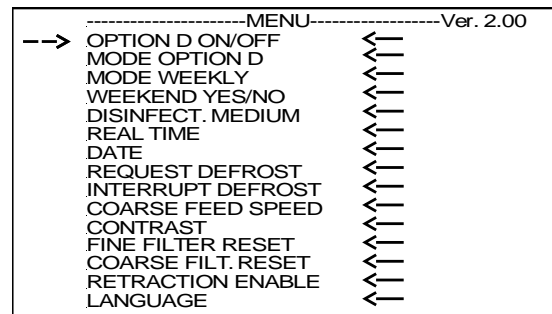 ----------------------MENU------------------Ver. 2.00
OPTION D ON/OFF
MODE OPTION D
MODE WEEKLY
WEEKEND YES/NO
DISINFECT. MEDIUM
REAL TIME
DATE
REQUEST DEFROST
INTERRUPT DEFROST
COARSE FEED SPEED
CONTRAST
FINE FILTER RESET
COARSE FILT. RESET
RETRACTION ENABLE
LANGUAGE